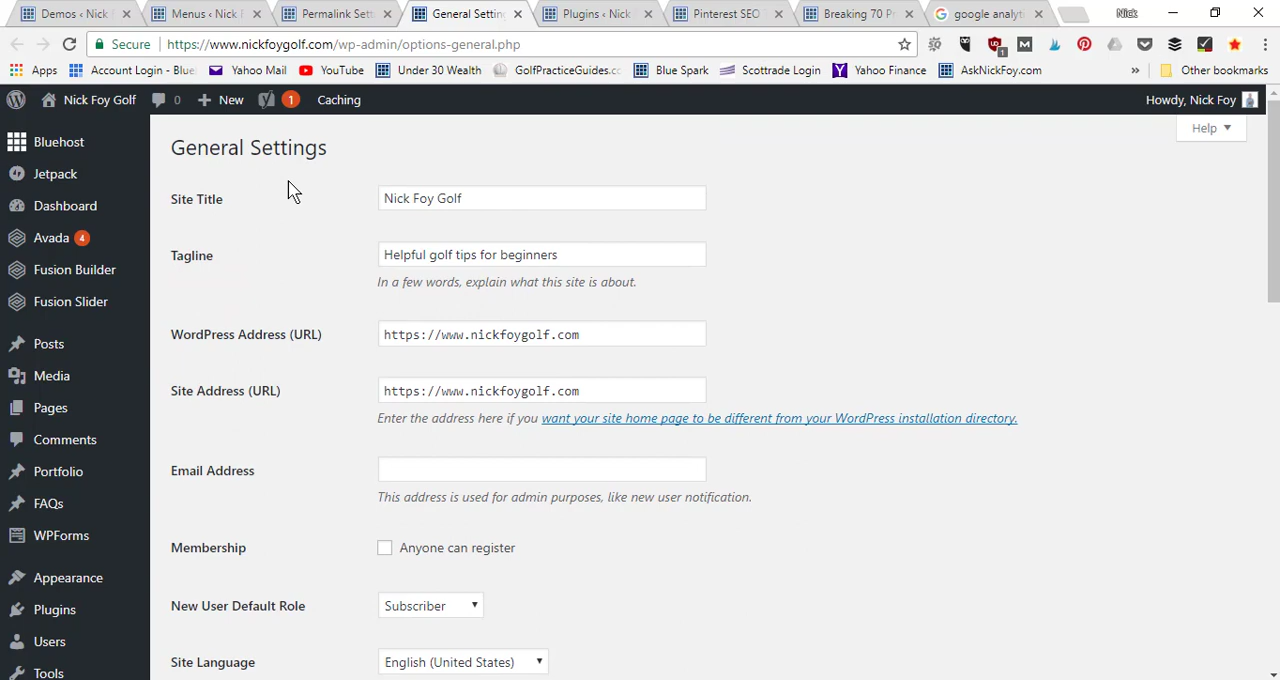 Demos ‹ Nick
Menus ‹ Nick
Permalink Sett
General Settin
Plugins ‹ Nick
Pinterest SEO
Breaking 70 P
google analyti
Nick
Secure https://www.nickfoygolf.com/wp-admin/options-general.php
Apps Account Login - Blue Yahoo Mail YouTube Under 30 Wealth GolfPracticeGuides.cc Blue Spark Scottrade Login Yahoo Finance AskNickFoy.com » Other bookmarks
Nick Foy Golf 0 + New 1 Caching Howdy, Nick Foy
Help
Bluehost
Jetpack
Dashboard
Avada 4
Fusion Builder
Fusion Slider
Posts
Media
Pages
Comments
Portfolio
FAQs
WPForms
Appearance
Plugins
Users
Tools
General Settings
Site Title Nick Foy Golf
Tagline Helpful golf tips for beginners
In a few words, explain what this site is about.
WordPress Address (URL) https://www.nickfoygolf.com
Site Address (URL) https://www.nickfoygolf.com
Enter the address here if you want your site home page to be different from your WordPress installation directory.
Email Address
This address is used for admin purposes, like new user notification.
Membership Anyone can register
New User Default Role Subscriber
Site Language English (United States)